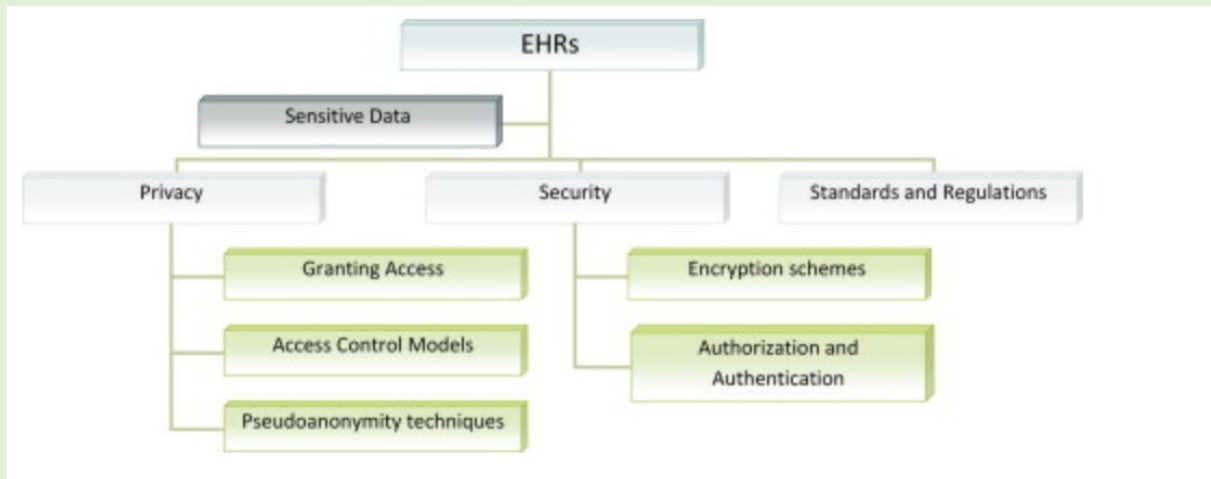 EHRs
Sensitive Data
Privacy
Security
Standards and Regulations
Granting Access
Access Control Models
Pseudoanymity techniques
Encryption schemes
Authorization and
Authentication